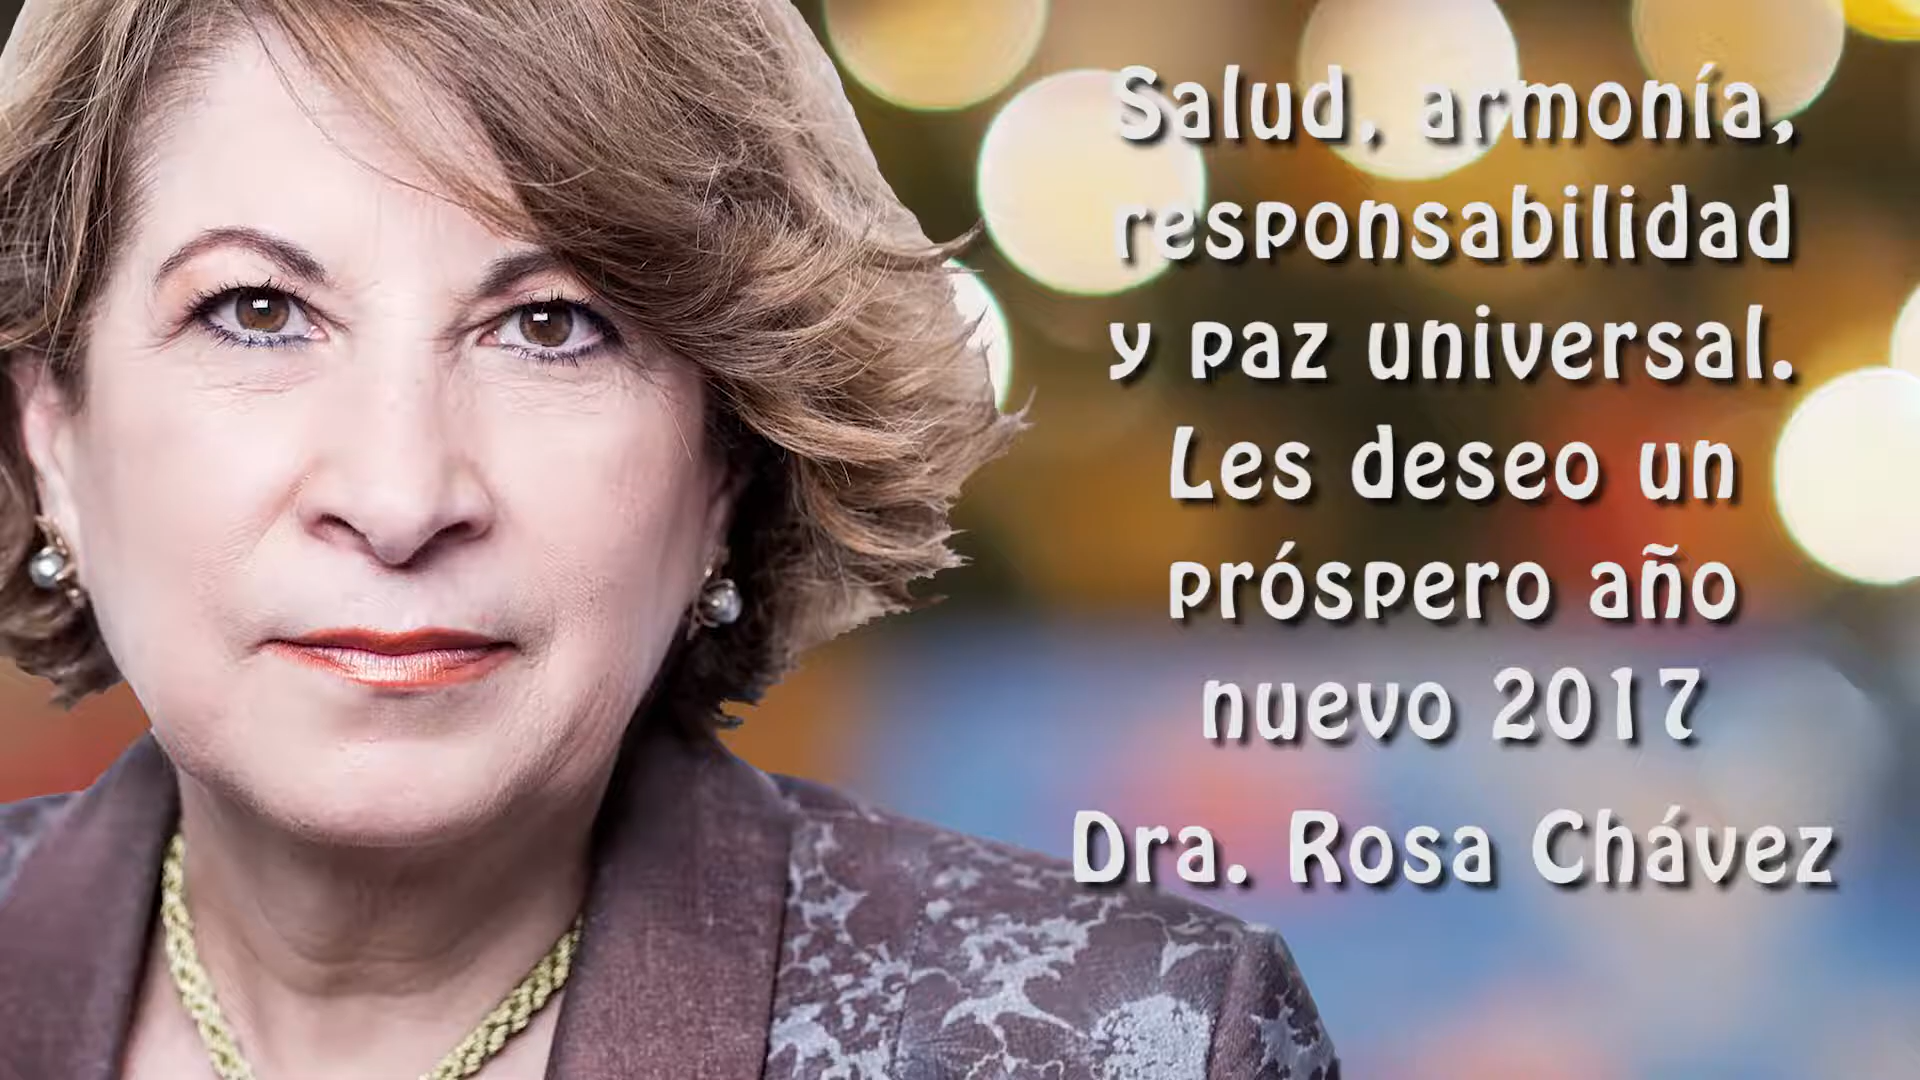 Salud, armonía,
responsabilidad
y paz universal.
Les deseo un
próspero año
nuevo 2017
Dra. Rosa Chávez